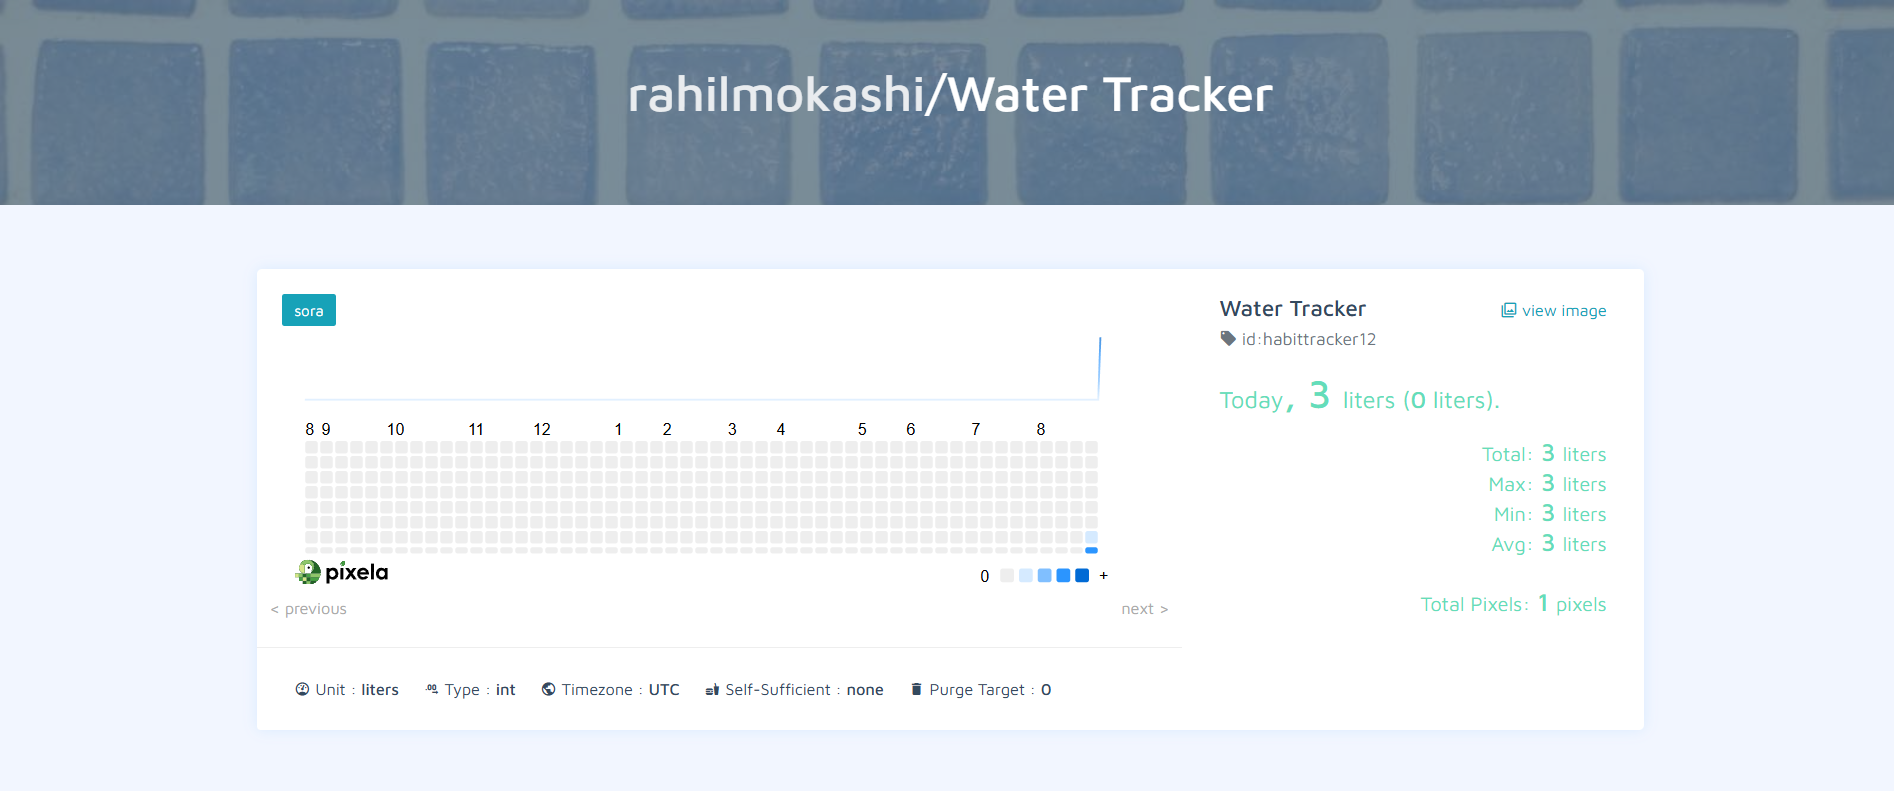 rahilmokashi/Water Tracker
sora
8 9 10 11 12 1 2 3 4 5 6 7 8
pixela
0 +
< previous next >
Unit : liters Type : int Timezone : UTC Self-Sufficient : none Purge Target : 0
Water Tracker view image
id:habittracker12
Today, 3 liters (0 liters).
Total: 3 liters
Max: 3 liters
Min: 3 liters
Avg: 3 liters
Total Pixels: 1 pixels